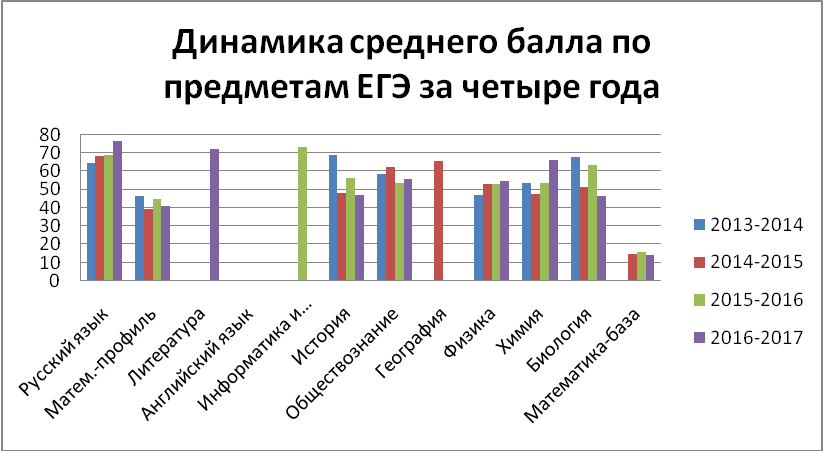 Динамика среднего балла по
предметам ЕГЭ за четыре года
80
70
60
50
40
30
20
10
0
Русский язык
Матем.-профиль
Литература
Английский язык
Информатика и...
История
Обществознание
География
Физика
Химия
Биология
Математика-база
2013-2014
2014-2015
2015-2016
2016-2017